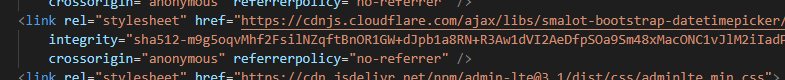 crossorigin="anonymous" referrerpolicy="no-referrer" />
<link rel="stylesheet" href="https://cdnjs.cloudflare.com/ajax/libs/smalot-bootstrap-datetimepicker/
integrity="sha512-m9g5oqvMhf2FsilNZqftBnOR1GW+dJpb1a8RN+R3Aw1dVI2AeDfpSOa9Sm48xMacONC1vJlM2iIadF
crossorigin="anonymous" referrerpolicy="no-referrer" />
<link rel="stylesheet" href="https://cdn.jsdelivr.net/npm/admin-lte@3.1/dist/css/adminlte.min.css"